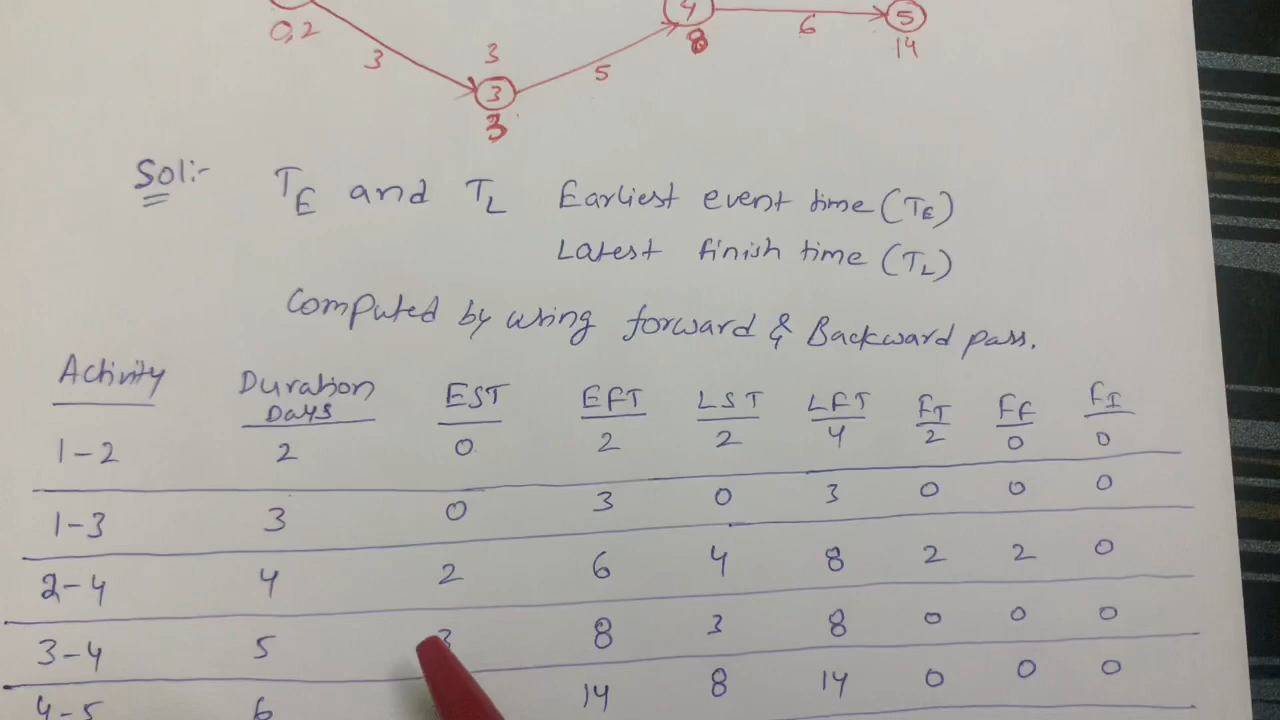 4
6
5
0,2
3
3
5
8
14
3
3
Sol:-
TE and TL Earliest event time (TE)
Latest finish time (TL)
Computed by using forward & Backward pass.
Activity Duration Days EST EFT LST LFT FT FF FI
1-2 2 0 2 2 4 2 0 0
1-3 3 0 3 0 3 0 0 0
2-4 4 2 6 4 8 2 2 0
3-4 5 3 8 3 8 0 0 0
4-5 6 14 8 14 0 0 0